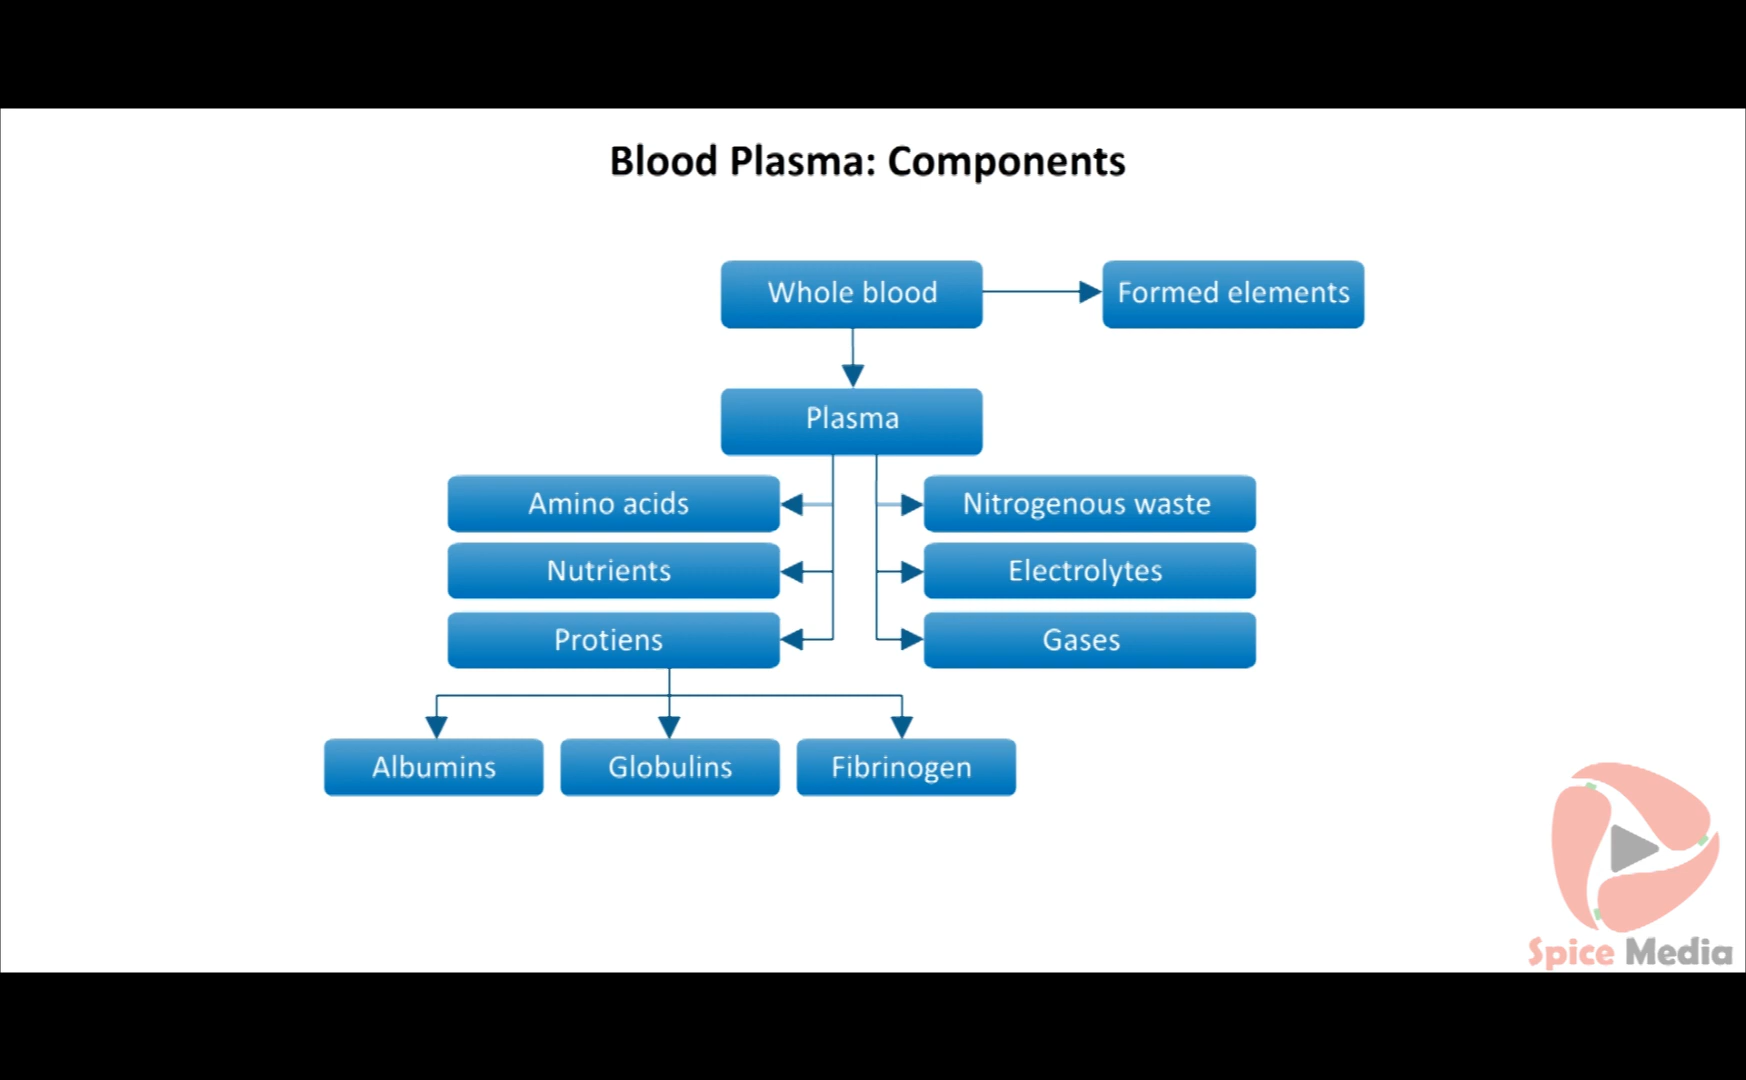 Blood Plasma: Components
Whole blood
Formed elements
Plasma
Amino acids
Nitrogenous waste
Nutrients
Electrolytes
Protiens
Gases
Albumins
Globulins
Fibrinogen
Spice Media